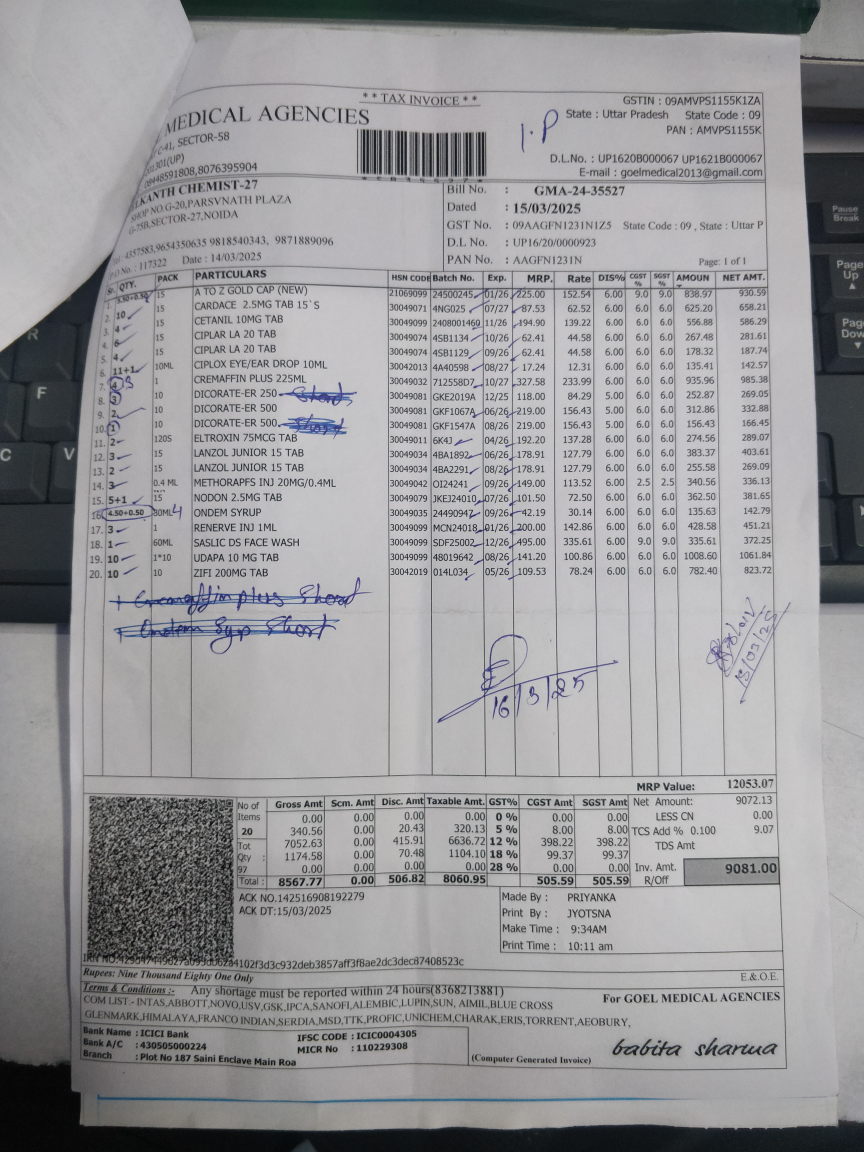 * * TAX INVOICE * *
GSTIN : 09AMVPS1155K1ZA
State : Uttar Pradesh State Code : 09
PAN : AMVPS1155K
MEDICAL AGENCIES
C-41, SECTOR-58
(UP)
8076395904
1.P
D.L.No. : UP1620B000067 UP1621B000067
E-mail : goelmedical2013@gmail.com
LKANTH CHEMIST-27
SHOP NO.G-20,PARSVNATH PLAZA
G-75B,SECTOR-27,NOIDA
4357583,9654350635 9818540343, 9871889096
P.O No. : 117322 Date : 14/03/2025
Bill No. : GMA-24-35527
Dated : 15/03/2025
GST No. : 09AAGFN1231N1Z5 State Code : 09 , State : Uttar P
D.L No. : UP16/20/0000923
PAN No. : AAGFN1231N Page: 1 of 1
QTY. PACK PARTICULARS HSN CODE Batch No. Exp. MRP. Rate DIS% CGST % SGST % AMOUN NET AMT.
1. 5.50+0.50 15 A TO Z GOLD CAP (NEW) 21069099 24500245 01/26 225.00 152.54 6.00 9.0 9.0 838.97 930.59
2. 10 15 CARDACE 2.5MG TAB 15`S 30049071 4NG025 07/27 87.53 62.52 6.00 6.0 6.0 625.20 658.21
3. 4 15 CETANIL 10MG TAB 30049099 2408001460 11/26 194.90 139.22 6.00 6.0 6.0 556.88 586.29
4. 6 15 CIPLAR LA 20 TAB 30049074 4SB1134 10/26 62.41 44.58 6.00 6.0 6.0 267.48 281.61
5. 4 15 CIPLAR LA 20 TAB 30049074 4SB1129 09/26 62.41 44.58 6.00 6.0 6.0 178.32 187.74
6. 11+1 10ML CIPLOX EYE/EAR DROP 10ML 30042013 4A40598 08/27 17.24 12.31 6.00 6.0 6.0 135.41 142.57
7. 4 3 1 CREMAFFIN PLUS 225ML 30049032 712558D7 10/27 327.58 233.99 6.00 6.0 6.0 935.96 985.38
8. 3 10 DICORATE-ER 250 30049081 GKE2019A 12/25 118.00 84.29 5.00 6.0 6.0 252.87 269.05
9. 2 10 DICORATE-ER 500 30049081 GKF1067A 06/26 219.00 156.43 5.00 6.0 6.0 312.86 332.88
10. 1 10 DICORATE-ER 500 30049081 GKF1547A 08/26 219.00 156.43 5.00 6.0 6.0 156.43 166.45
11. 2 120S ELTROXIN 75MCG TAB 30049011 6K4J 04/26 192.20 137.28 6.00 6.0 6.0 274.56 289.07
12. 3 15 LANZOL JUNIOR 15 TAB 30049034 4BA1892 06/26 178.91 127.79 6.00 6.0 6.0 383.37 403.61
13. 2 15 LANZOL JUNIOR 15 TAB 30049034 4BA2291 08/26 178.91 127.79 6.00 6.0 6.0 255.58 269.09
14. 3 0.4 ML METHORAPFS INJ 20MG/0.4ML 30049042 OI24241 09/26 149.00 113.52 6.00 2.5 2.5 340.56 336.13
15. 5+1 15 NODON 2.5MG TAB 30049079 JKEJ24010 07/26 101.50 72.50 6.00 6.0 6.0 362.50 381.65
16. 4.50+0.50 30ML 4 ONDEM SYRUP 30049035 24490947 09/26 42.19 30.14 6.00 6.0 6.0 135.63 142.79
17. 3 1 RENERVE INJ 1ML 30049099 MCN24018 01/26 200.00 142.86 6.00 6.0 6.0 428.58 451.21
18. 1 60ML SASLIC DS FACE WASH 30049099 SDF25002 12/26 495.00 335.61 6.00 9.0 9.0 335.61 372.25
19. 10 1*10 UDAPA 10 MG TAB 30049099 48019642 08/26 141.20 100.86 6.00 6.0 6.0 1008.60 1061.84
20. 10 10 ZIFI 200MG TAB 30042019 014L034 05/26 109.53 78.24 6.00 6.0 6.0 782.40 823.72
+ Cremaffin plus Short
+ Ondem Syp Short
16/3/25
15/03/25
MRP Value: 12053.07
No of Items 20 Tot Qty : 97
Gross Amt Scm. Amt Disc. Amt Taxable Amt. GST% CGST Amt SGST Amt
0.00 0.00 0.00 0.00 0 % 0.00 0.00
340.56 0.00 20.43 320.13 5 % 8.00 8.00
7052.63 0.00 415.91 6636.72 12 % 398.22 398.22
1174.58 0.00 70.48 1104.10 18 % 99.37 99.37
0.00 0.00 0.00 0.00 28 % 0.00 0.00
Total : 8567.77 0.00 506.82 8060.95 505.59 505.59
Net Amount: 9072.13
LESS CN 0.00
TCS Add % 0.100 9.07
TDS Amt
Inv. Amt. R/Off 9081.00
ACK NO.142516908192279
ACK DT:15/03/2025
Made By : PRIYANKA
Print By : JYOTSNA
Make Time : 9:34AM
Print Time : 10:11 am
Rupees: Nine Thousand Eighty One Only
E.& O.E.
Terms & Conditions :- Any shortage must be reported within 24 hours(8368213881)
COM LIST:- INTAS,ABBOTT,NOVO,USV,GSK,IPCA,SANOFI,ALEMBIC,LUPIN,SUN, AIMIL,BLUE CROSS
GLENMARK,HIMALAYA,FRANCO INDIAN,SERDIA,MSD,TTK,PROFIC,UNICHEM,CHARAK,ERIS,TORRENT,AEOBURY,
For GOEL MEDICAL AGENCIES
Bank Name : ICICI Bank
Bank A/C : 430505000224
Branch : Plot No 187 Saini Enclave Main Roa
IFSC CODE : ICIC0004305
MICR No : 110229308
(Computer Generated Invoice)
babita sharma
Pause
Break
Page
Up
Page
Do
R
F
C
V